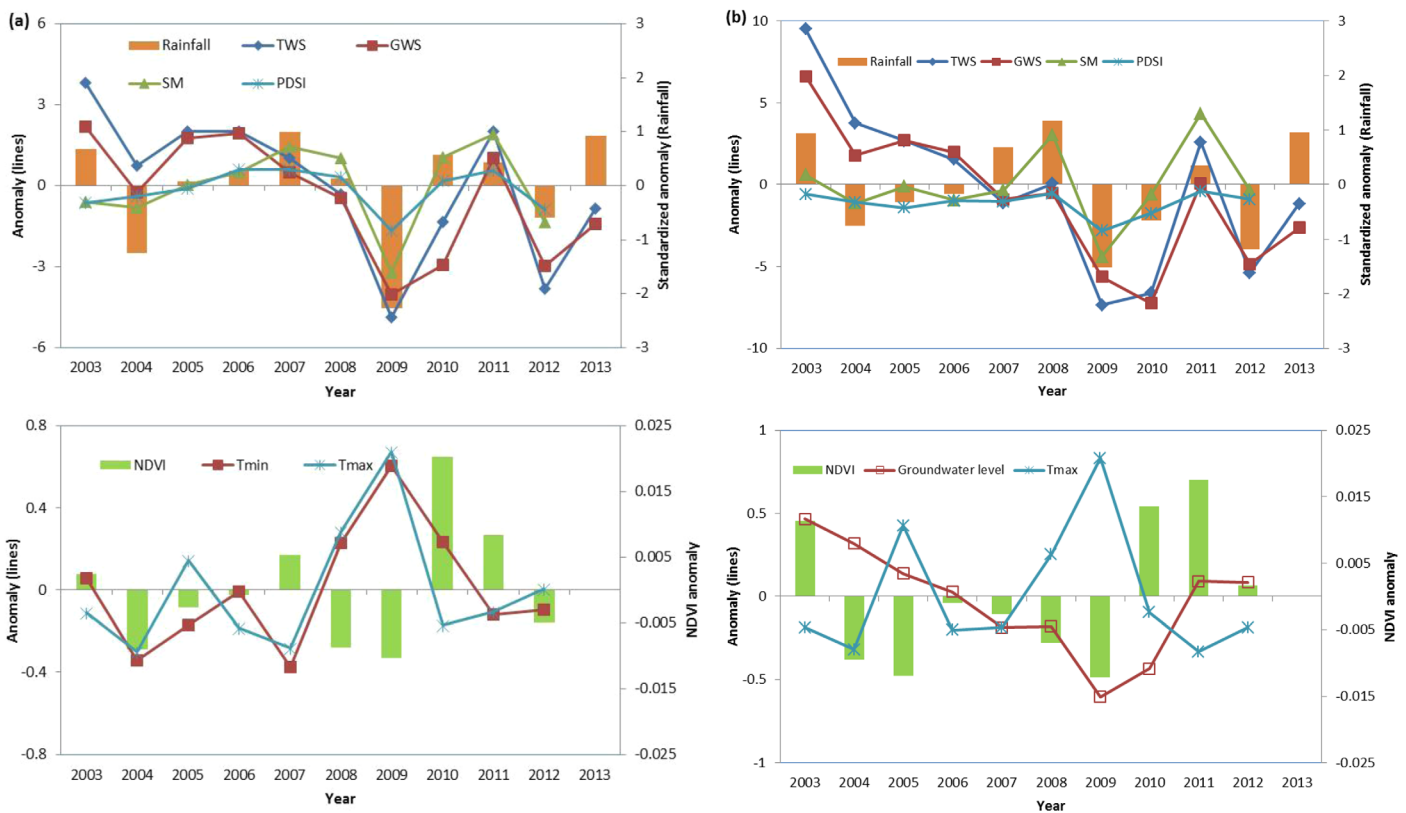 (a)
6
3
0
-3
-6
3
2
1
0
-1
-2
-3
Anomaly (lines)
Standardized anomaly (Rainfall)
Rainfall TWS GWS
SM PDSI
2003 2004 2005 2006 2007 2008 2009 2010 2011 2012 2013
Year
(b)
10
5
0
-5
-10
3
2
1
0
-1
-2
-3
Anomaly (lines)
Standardized anomaly (Rainfall)
Rainfall TWS GWS SM PDSI
2003 2004 2005 2006 2007 2008 2009 2010 2011 2012 2013
Year
0.8
0.4
0
-0.4
-0.8
0.025
0.015
0.005
-0.005
-0.015
-0.025
Anomaly (lines)
NDVI anomaly
NDVI Tmin Tmax
2003 2004 2005 2006 2007 2008 2009 2010 2011 2012 2013
Year
1
0.5
0
-0.5
-1
0.025
0.015
0.005
-0.005
-0.015
-0.025
Anomaly (lines)
NDVI anomaly
NDVI Groundwater level Tmax
2003 2004 2005 2006 2007 2008 2009 2010 2011 2012 2013
Year